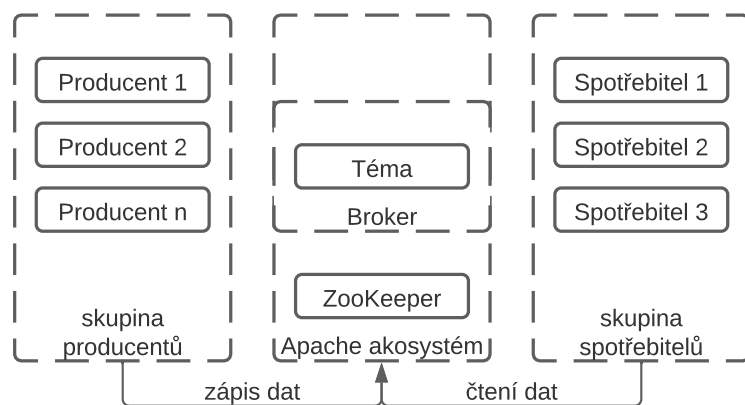 Producent 1
Producent 2
Producent n
skupina
producentů
Téma
Broker
ZooKeeper
Apache akosystém
Spotřebitel 1
Spotřebitel 2
Spotřebitel 3
skupina
spotřebitelů
zápis dat
čtení dat